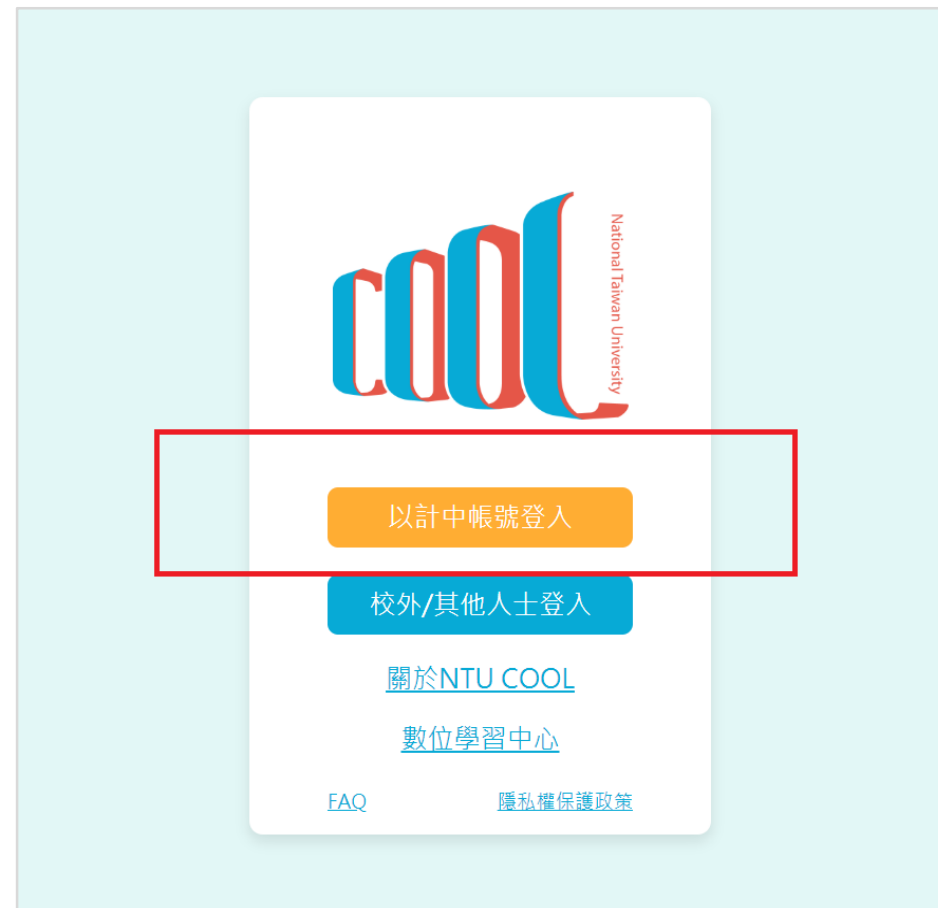 COOL
National Taiwan University
以計中帳號登入
校外/其他人士登入
關於NTU COOL
數位學習中心
FAQ
隱私權保護政策